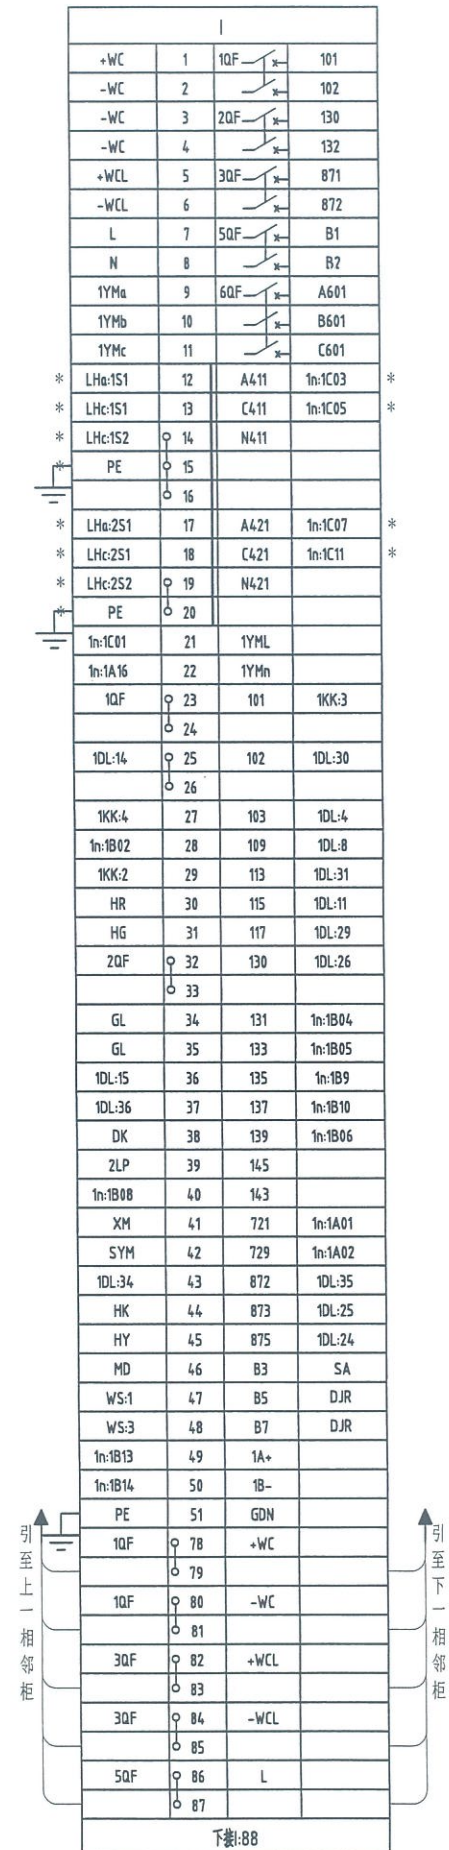 I
+WC 1 1QF 101
-WC 2 102
-WC 3 2QF 130
-WC 4 132
+WCL 5 3QF 871
-WCL 6 872
L 7 5QF B1
N 8 B2
1YMa 9 6QF A601
1YMb 10 B601
1YMc 11 C601
* LHa:1S1 12 A411 1n:1C03 *
* LHc:1S1 13 C411 1n:1C05 *
* LHc:1S2 14 N411
* PE 15
16
* LHa:2S1 17 A421 1n:1C07 *
* LHc:2S1 18 C421 1n:1C11 *
* LHc:2S2 19 N421
* PE 20
1n:1C01 21 1YML
1n:1A16 22 1YMn
1QF 23 101 1KK:3
24
1DL:14 25 102 1DL:30
26
1KK:4 27 103 1DL:4
1n:1B02 28 109 1DL:8
1KK:2 29 113 1DL:31
HR 30 115 1DL:11
HG 31 117 1DL:29
2QF 32 130 1DL:26
33
GL 34 131 1n:1B04
GL 35 133 1n:1B05
1DL:15 36 135 1n:1B9
1DL:36 37 137 1n:1B10
DK 38 139 1n:1B06
2LP 39 145
1n:1B08 40 143
XM 41 721 1n:1A01
SYM 42 729 1n:1A02
1DL:34 43 872 1DL:35
HK 44 873 1DL:25
HY 45 875 1DL:24
MD 46 B3 SA
WS:1 47 B5 DJR
WS:3 48 B7 DJR
1n:1B13 49 1A+
1n:1B14 50 1B-
PE 51 GDN
1QF 78 +WC
79
1QF 80 -WC
81
3QF 82 +WCL
83
3QF 84 -WCL
85
5QF 86 L
87
引至上一相邻柜
引至下一相邻柜
下接I:88